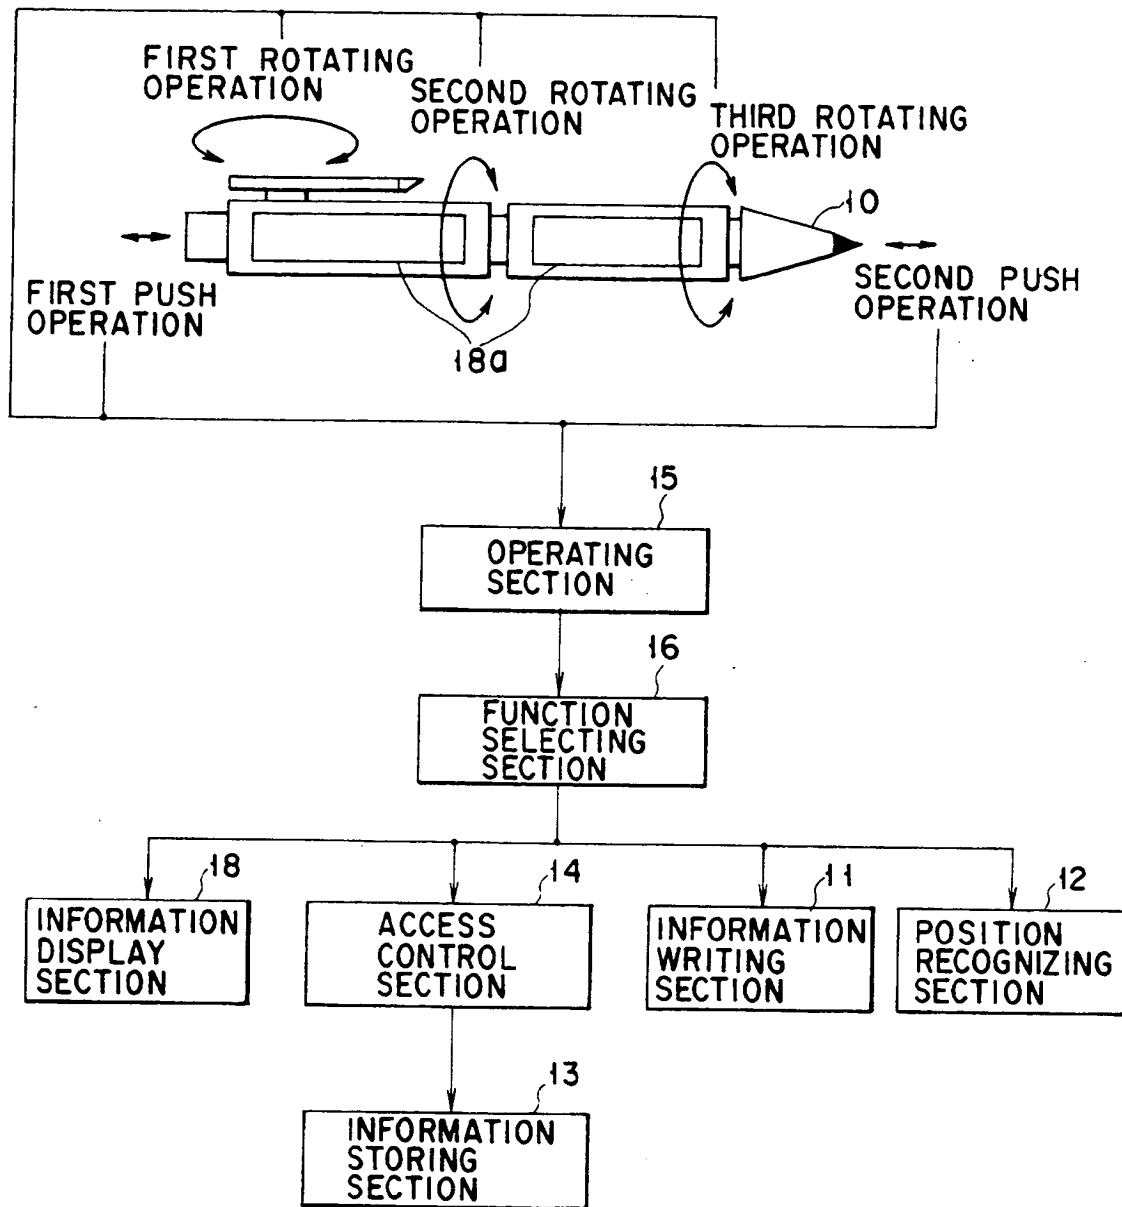 FIRST ROTATING
OPERATION
SECOND ROTATING
OPERATION
THIRD ROTATING
OPERATION
10
FIRST PUSH
OPERATION
SECOND PUSH
OPERATION
18a
15
OPERATING
SECTION
16
FUNCTION
SELECTING
SECTION
18
INFORMATION
DISPLAY
SECTION
14
ACCESS
CONTROL
SECTION
11
INFORMATION
WRITING
SECTION
12
POSITION
RECOGNIZING
SECTION
13
INFORMATION
STORING
SECTION